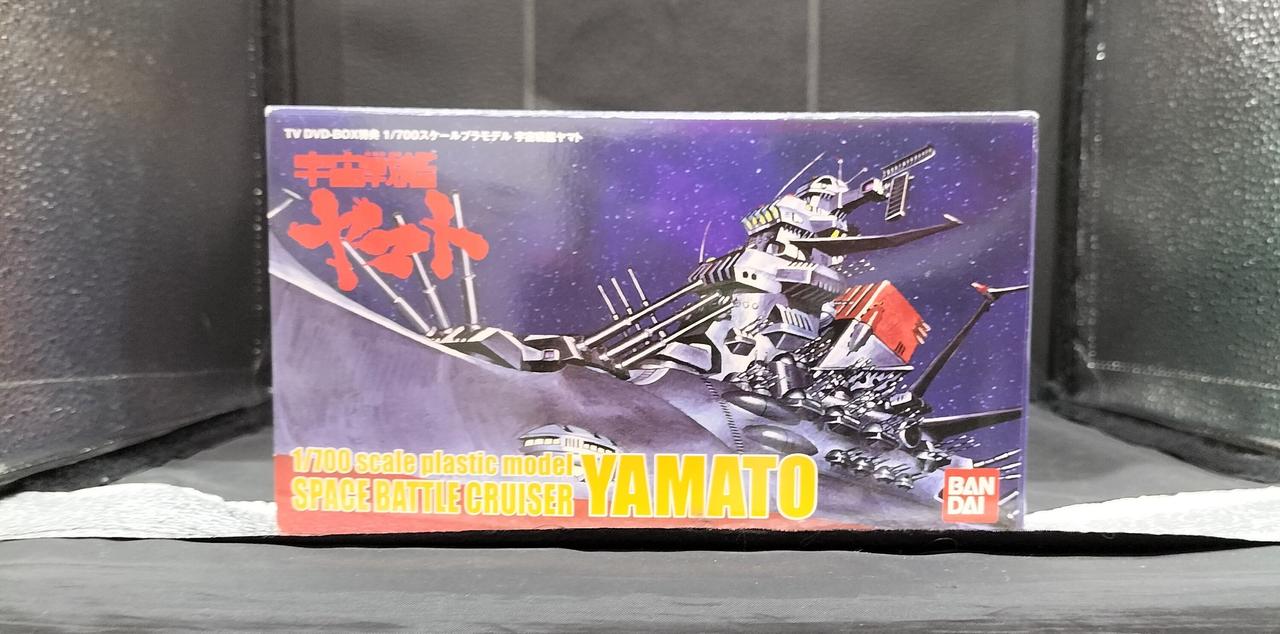 TV DVD-BOX特典 1/700スケールプラモデル 宇宙戦艦ヤマト
宇宙戦艦
ヤマト
1/700 scale plastic model
SPACE BATTLE CRUISER YAMATO
BAN
DAI